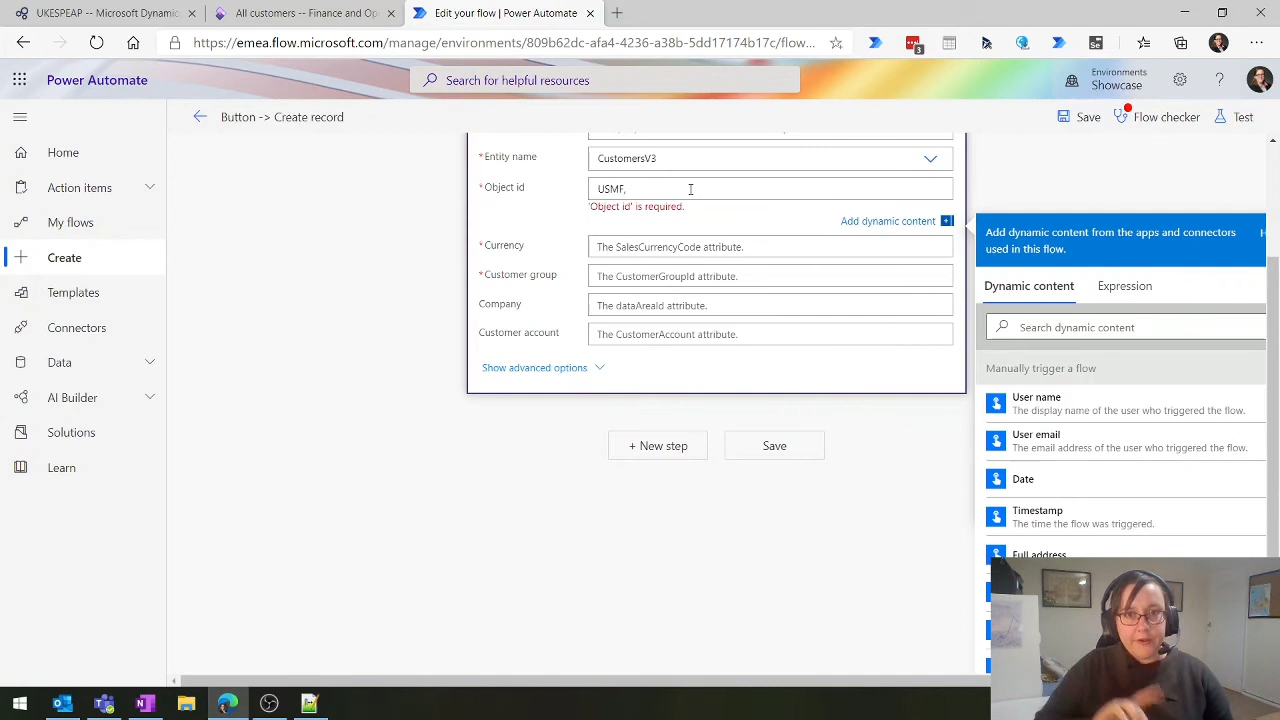 UKESPEAP -- Microsoft Dynamic
All customers -- Finance and Op
Edit your flow | Power Automate
https://emea.flow.microsoft.com/manage/environments/809b62dc-afa4-4236-a38b-5dd17174b17c/flow...
3
Power Automate
Search for helpful resources
Environments
Showcase
Button -> Create record
Save
Flow checker
Test
Home
Action items
My flows
Create
Templates
Connectors
Data
AI Builder
Solutions
Learn
* Entity name
CustomersV3
* Object id
USMF,
'Object id' is required.
Add dynamic content
* Currency
The SalesCurrencyCode attribute.
* Customer group
The CustomerGroupId attribute.
Company
The dataAreaId attribute.
Customer account
The CustomerAccount attribute.
Show advanced options
+ New step
Save
Add dynamic content from the apps and connectors
used in this flow.
H
Dynamic content
Expression
Search dynamic content
Manually trigger a flow
User name
The display name of the user who triggered the flow.
User email
The email address of the user who triggered the flow.
Date
Timestamp
The time the flow was triggered.
Full address